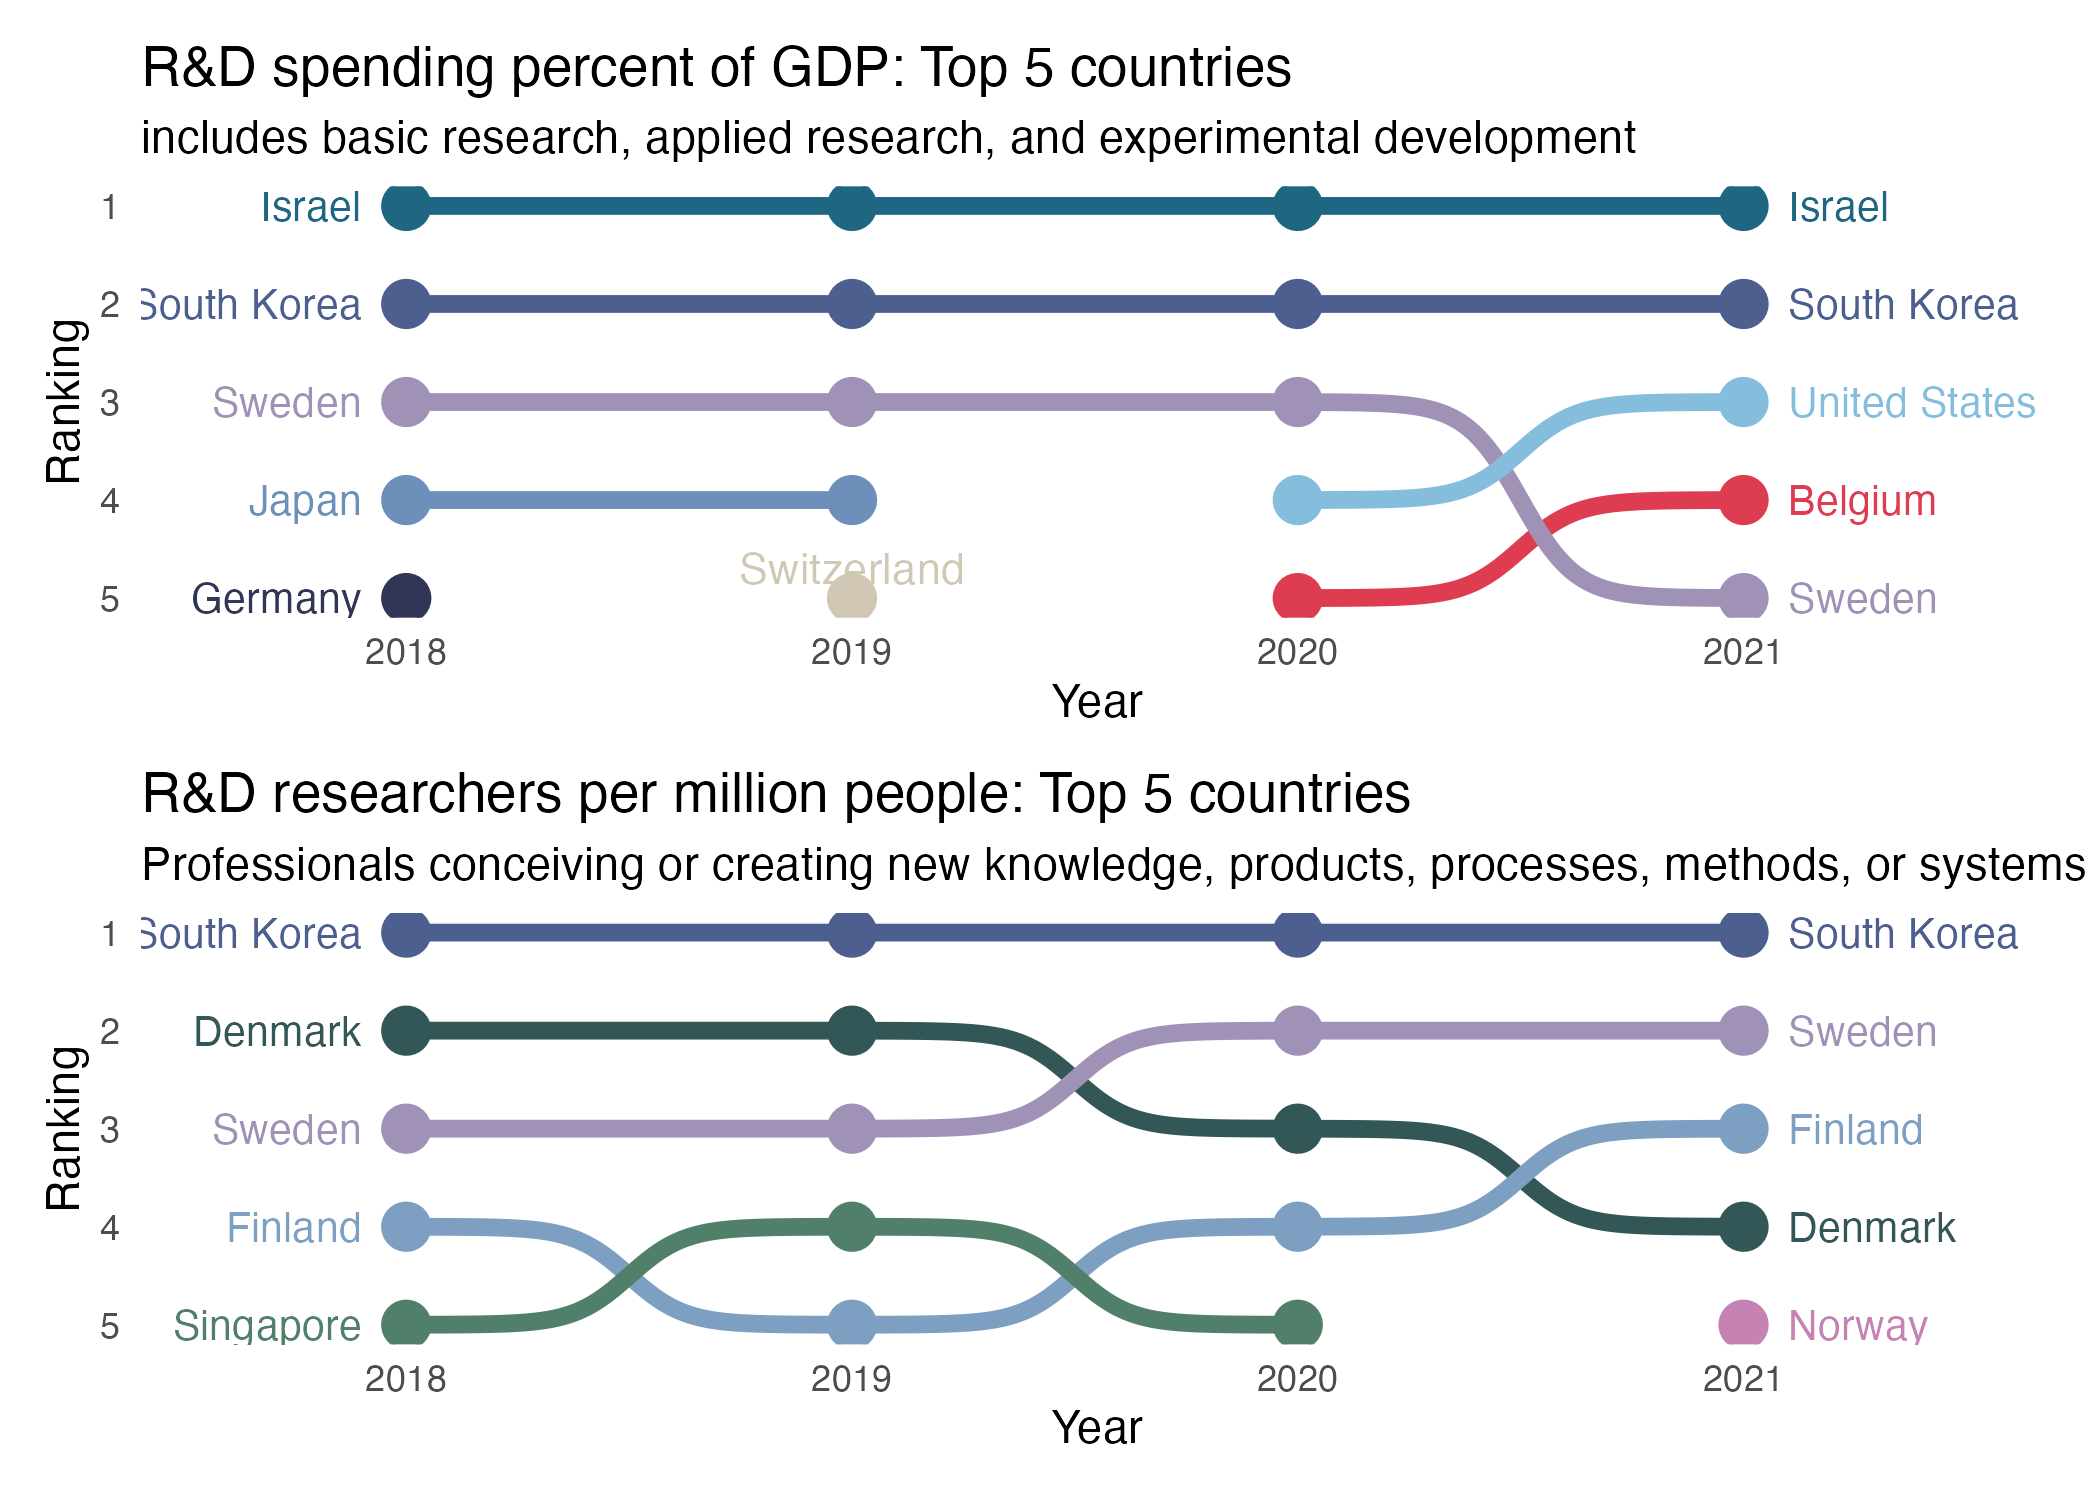 R&D spending percent of GDP: Top 5 countries
includes basic research, applied research, and experimental development
Ranking
1 Israel Israel
2 South Korea South Korea
3 Sweden United States
4 Japan Belgium
Switzerland
5 Germany Sweden
2018 2019 2020 2021
Year
R&D researchers per million people: Top 5 countries
Professionals conceiving or creating new knowledge, products, processes, methods, or systems
Ranking
1 South Korea South Korea
2 Denmark Sweden
3 Sweden Finland
4 Finland Denmark
5 Singapore Norway
2018 2019 2020 2021
Year